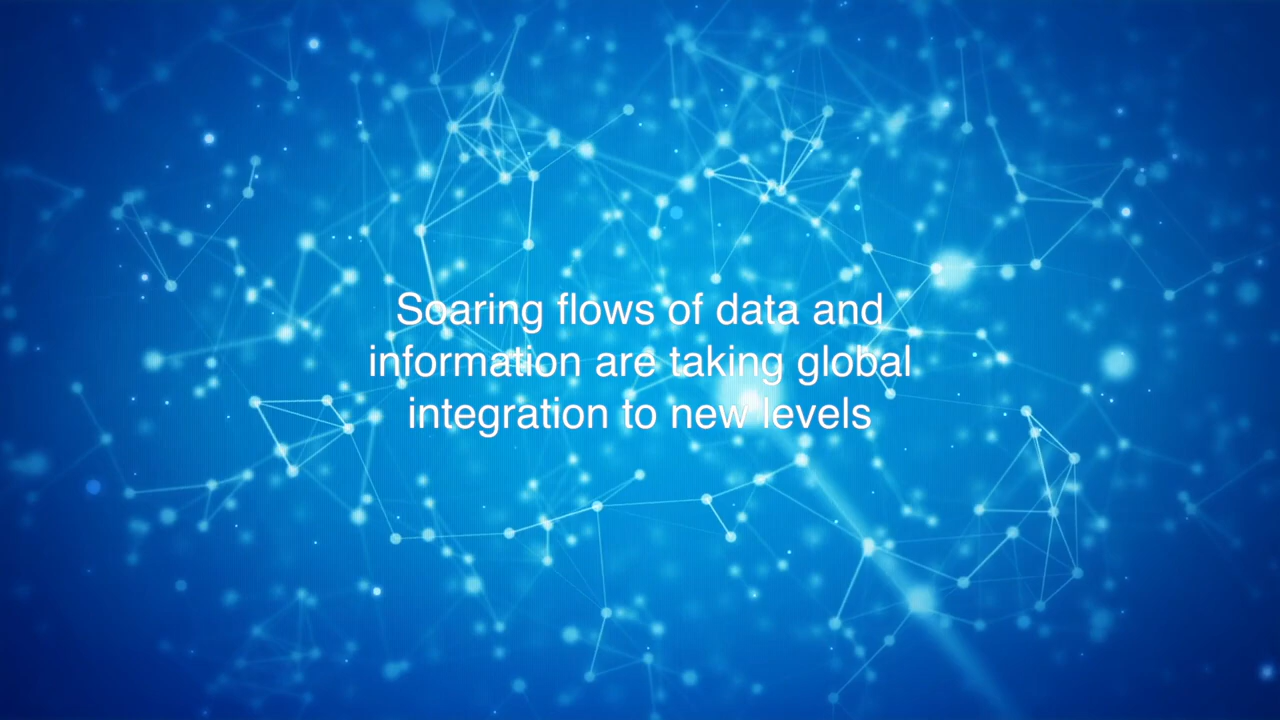 Soaring flows of data and
information are taking global
integration to new levels